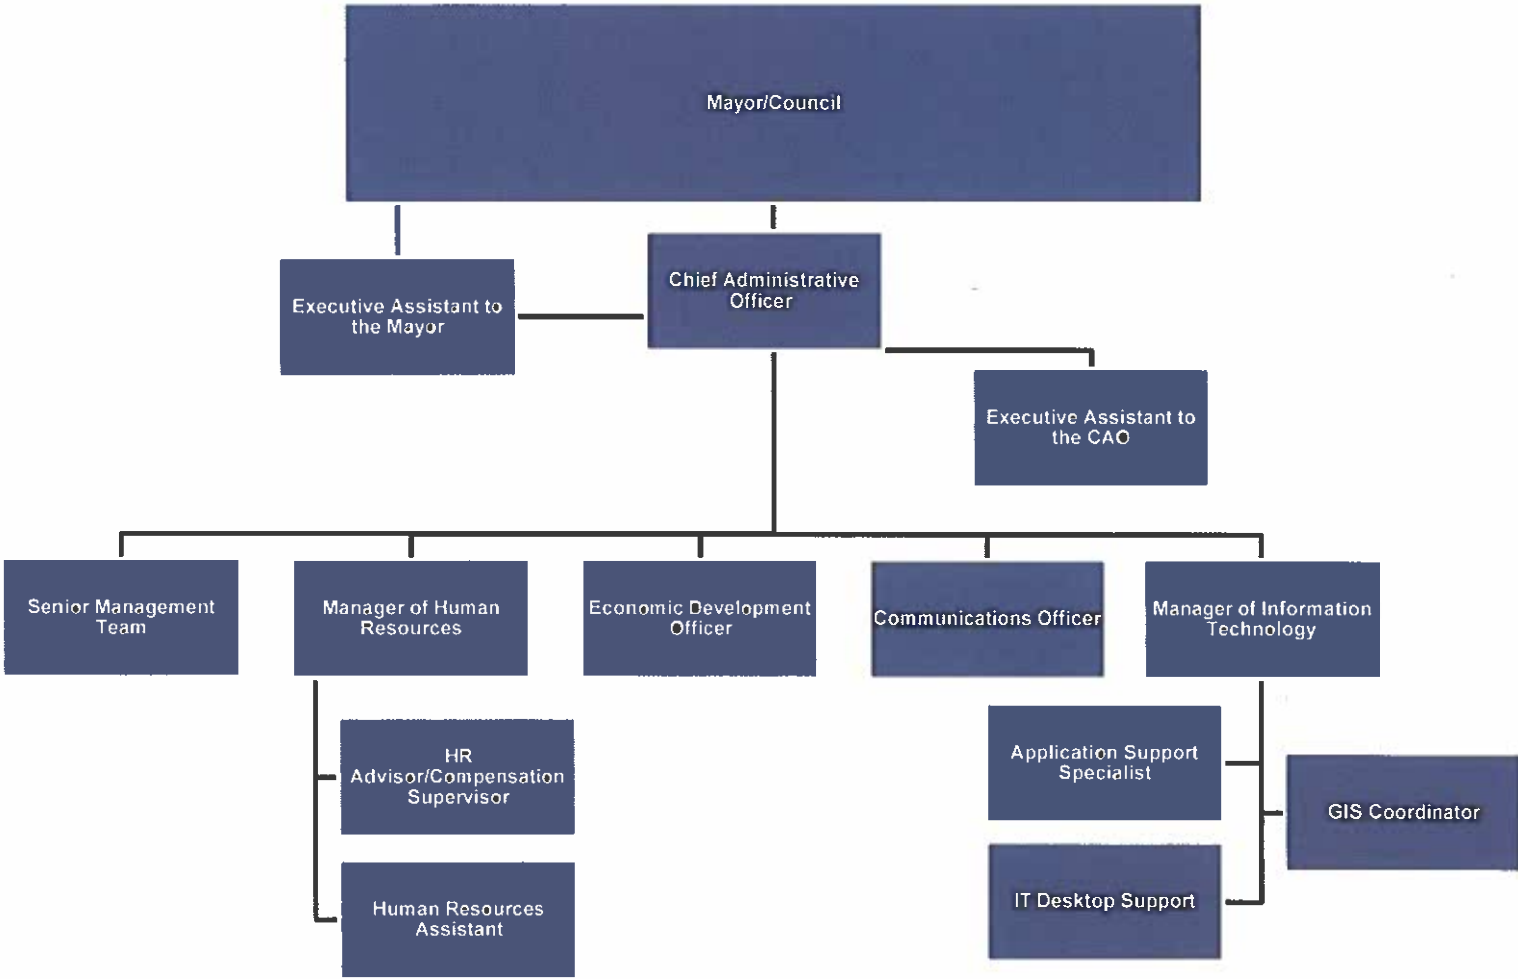 Mayor/Council
Chief Administrative
Officer
Executive Assistant to
the Mayor
Executive Assistant to
the CAO
Senior Management
Team
Manager of Human
Resources
Economic Development
Officer
Communications Officer
Manager of Information
Technology
HR
Advisor/Compensation
Supervisor
Application Support
Specialist
GIS Coordinator
Human Resources
Assistant
IT Desktop Support